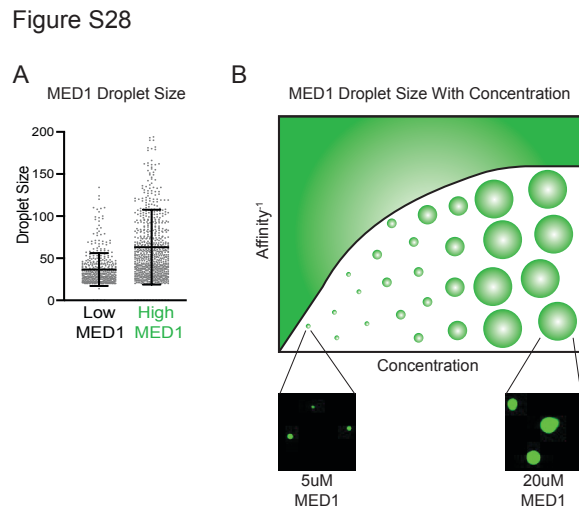 Figure S28
A
MED1 Droplet Size
Droplet Size
200
150
100
50
0
Low
MED1
High
MED1
B
MED1 Droplet Size With Concentration
Affinity-1
Concentration
5uM
MED1
20uM
MED1